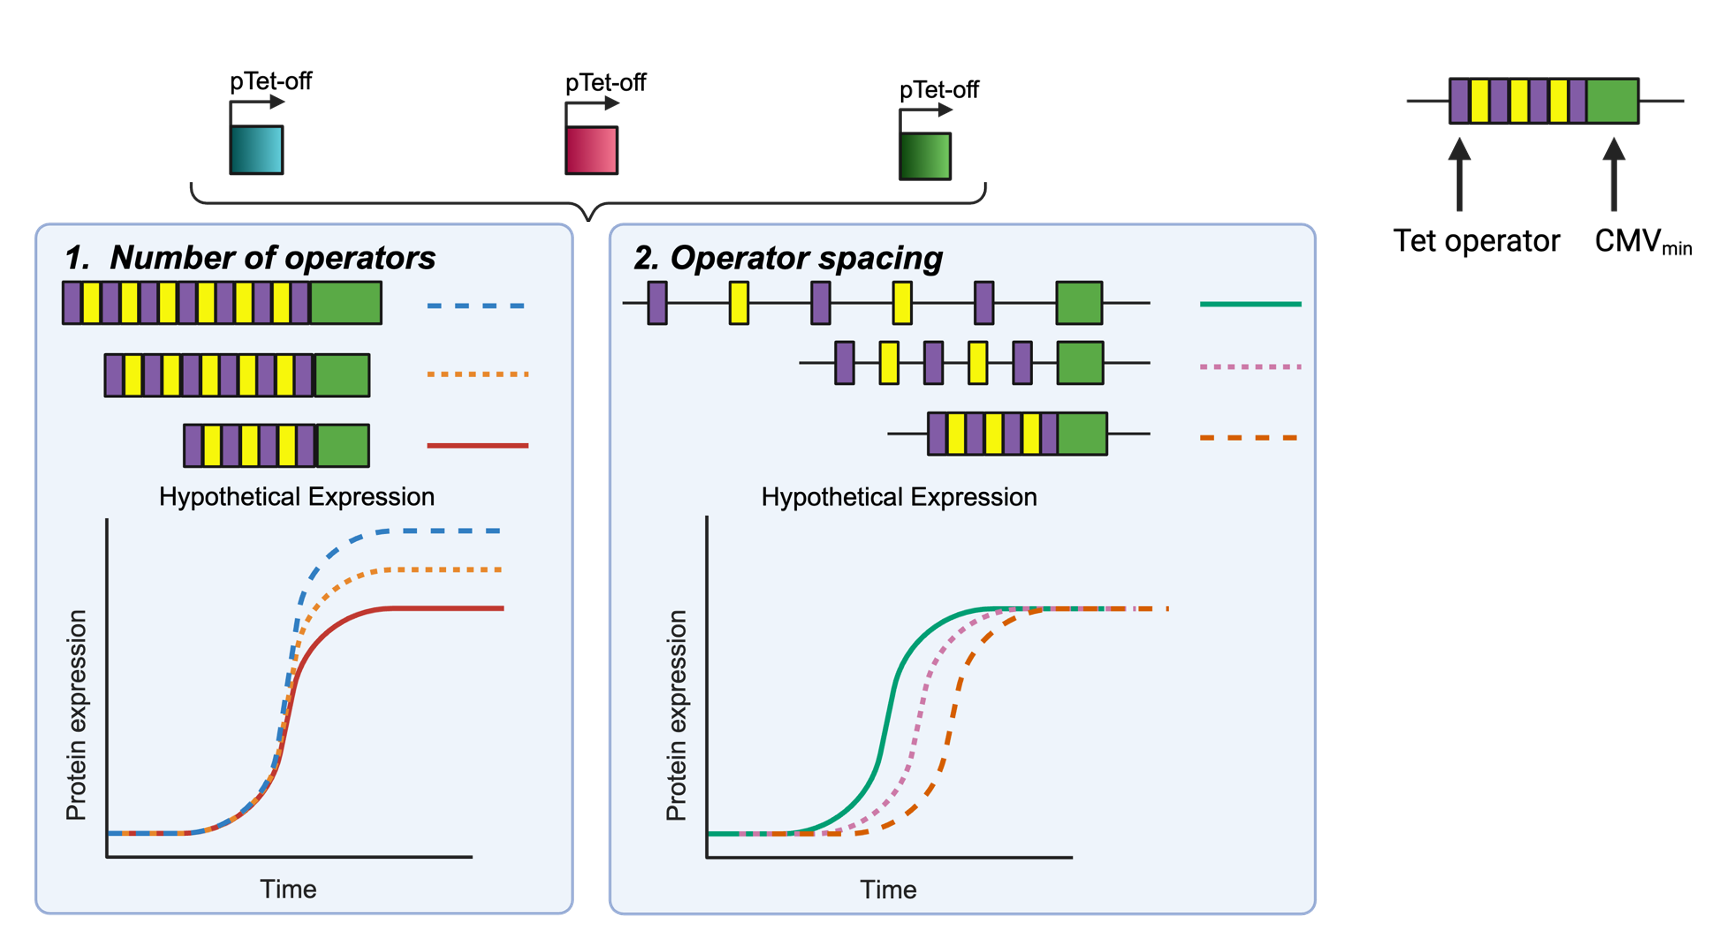 pTet-off
pTet-off
pTet-off
Tet operator
CMVmin
1. Number of operators
Hypothetical Expression
Protein expression
Time
2. Operator spacing
Hypothetical Expression
Protein expression
Time